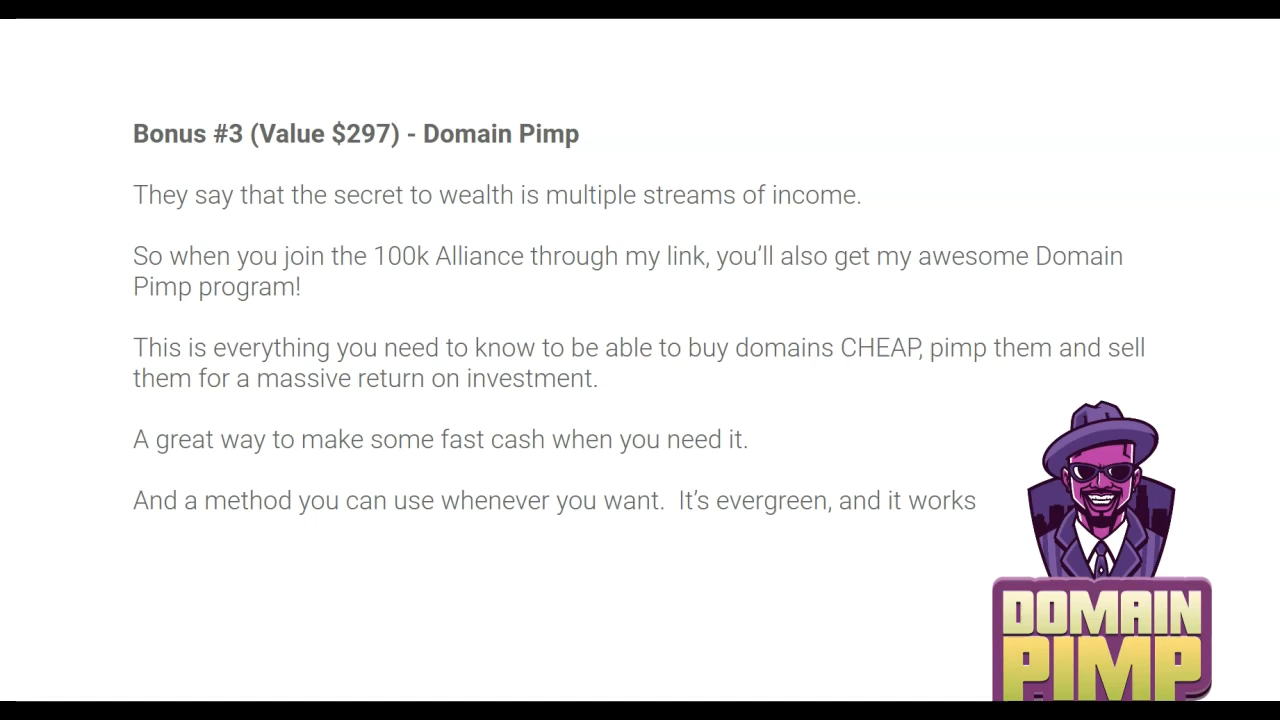 Bonus #3 (Value $297) - Domain Pimp
They say that the secret to wealth is multiple streams of income.
So when you join the 100k Alliance through my link, you’ll also get my awesome Domain
Pimp program!
This is everything you need to know to be able to buy domains CHEAP, pimp them and sell
them for a massive return on investment.
A great way to make some fast cash when you need it.
And a method you can use whenever you want.  It’s evergreen, and it works
DOMAIN
PIMP